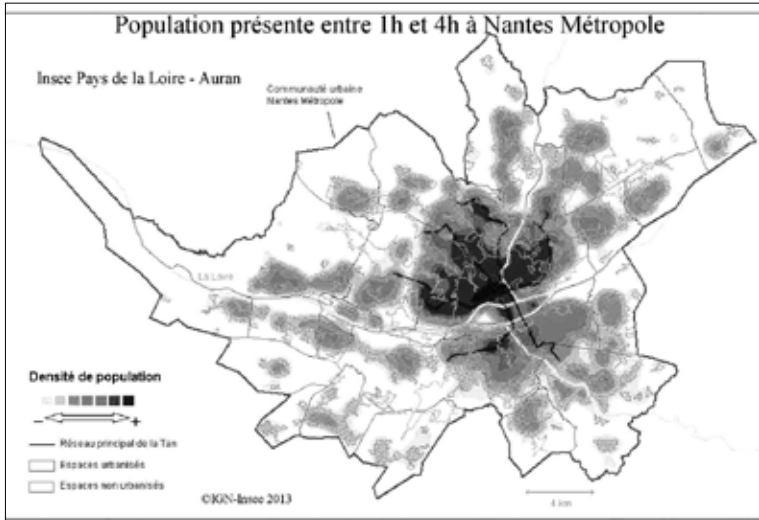 Population présente entre 1h et 4h à Nantes Métropole
Insee Pays de la Loire - Auran
Communauté urbaine
Nantes Métropole
La Loire
Densité de population
- +
Réseau principal de la Tan
Espaces urbanisés
Espaces non urbanisés
©IGN-Insee 2013
4 km